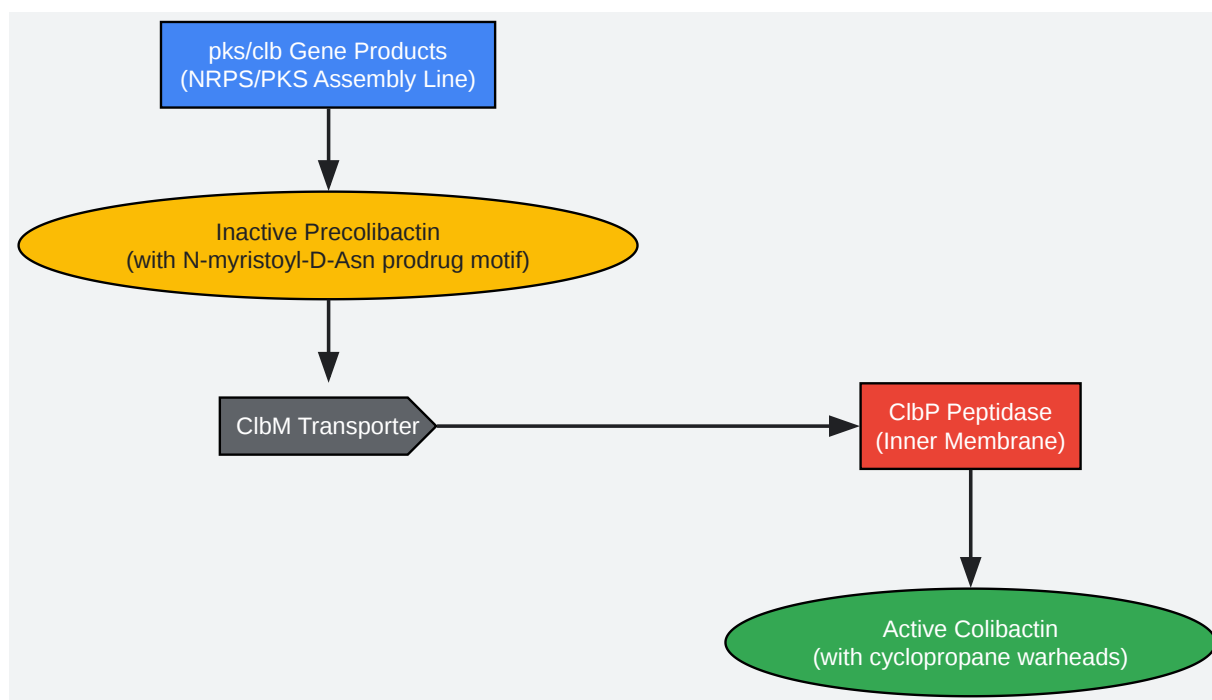 pks/clb Gene Products
(NRPS/PKS Assembly Line)
Inactive Precolibactin
(with N-myristoyl-D-Asn prodrug motif)
ClbM Transporter
ClbP Peptidase
(Inner Membrane)
Active Colibactin
(with cyclopropane warheads)